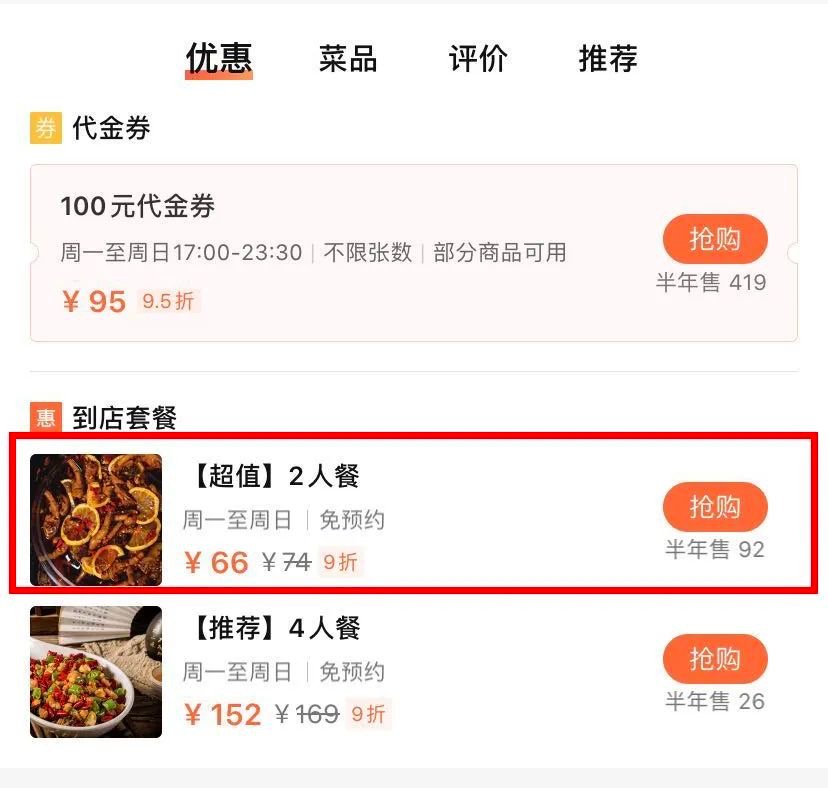 优惠 菜品 评价 推荐
券 代金券
100元代金券
周一至周日17:00-23:30 | 不限张数 | 部分商品可用
¥95 9.5折
抢购
半年售 419
惠 到店套餐
【超值】2人餐
周一至周日 | 免预约
¥66 ¥74 9折
抢购
半年售 92
【推荐】4人餐
周一至周日 | 免预约
¥152 ¥169 9折
抢购
半年售 26